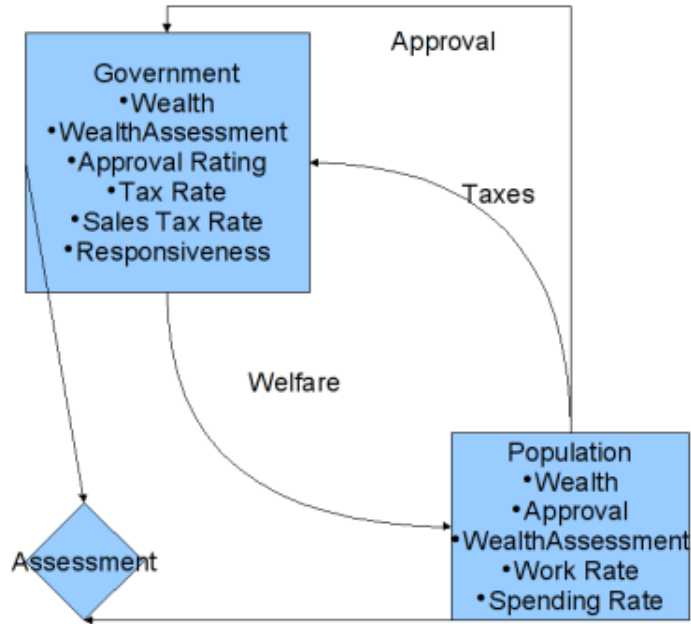 Approval
Government
•Wealth
•WealthAssessment
•Approval Rating
•Tax Rate
•Sales Tax Rate
•Responsiveness
Taxes
Welfare
Population
•Wealth
•Approval
•WealthAssessment
•Work Rate
•Spending Rate
Assessment